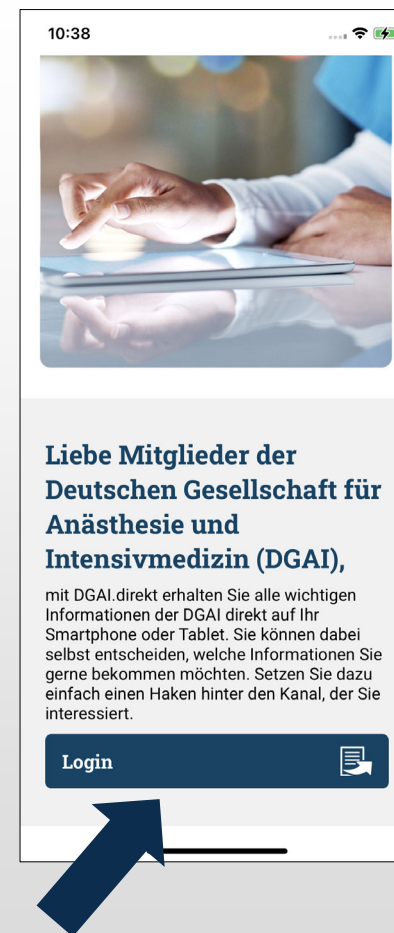 10:38
Liebe Mitglieder der
Deutschen Gesellschaft für
Anästhesie und
Intensivmedizin (DGAI),
mit DGAI.direkt erhalten Sie alle wichtigen
Informationen der DGAI direkt auf Ihr
Smartphone oder Tablet. Sie können dabei
selbst entscheiden, welche Informationen Sie
gerne bekommen möchten. Setzen Sie dazu
einfach einen Haken hinter den Kanal, der Sie
interessiert.
Login